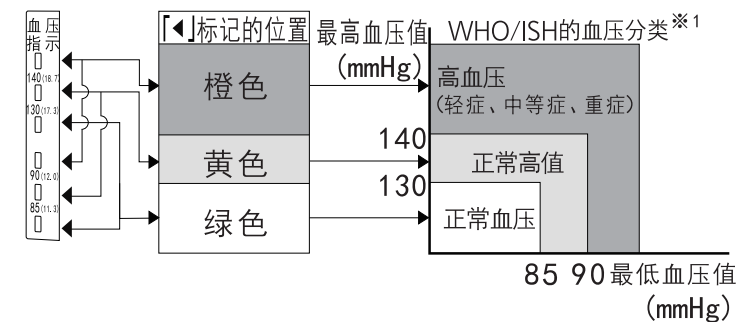 血压
指示
140(18.7)
130(17.3)
90(12.0)
85(11.3)
「◀」标记的位置
橙色
黄色
绿色
最高血压值
(mmHg)
140
130
WHO/ISH的血压分类※1
高血压
(轻症、中等症、重症)
正常高值
正常血压
85 90 最低血压值
(mmHg)